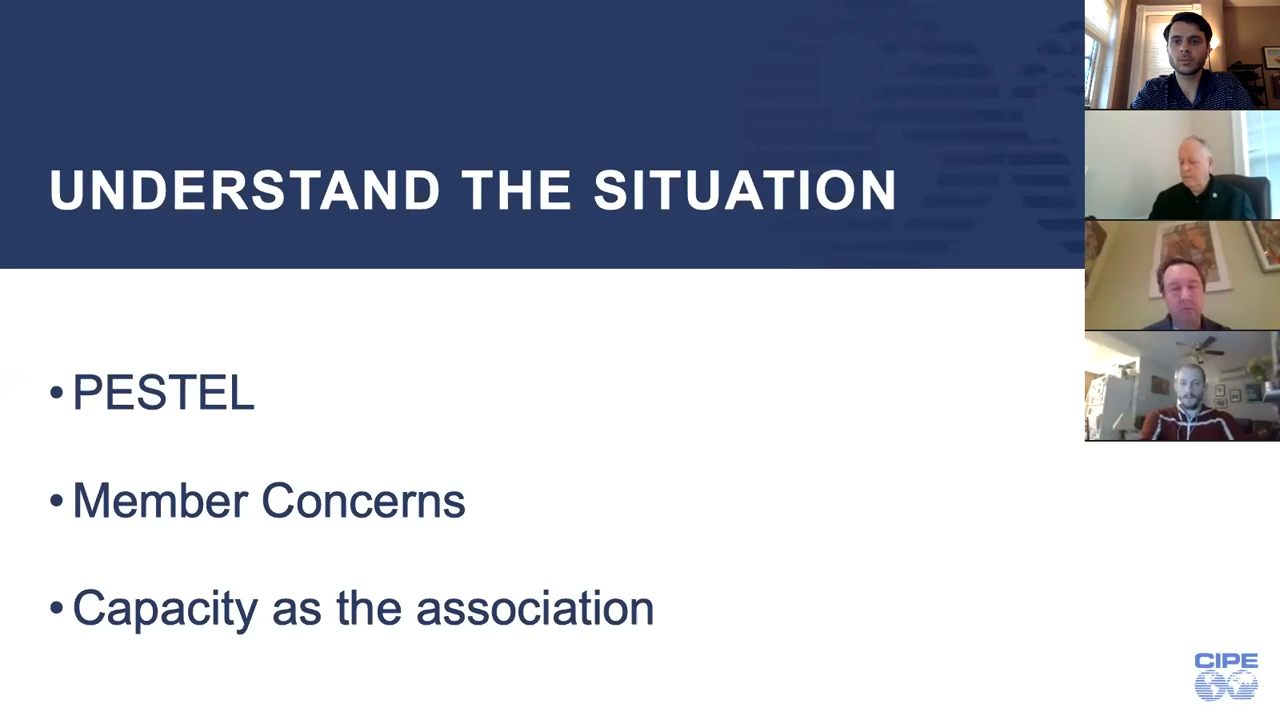 UNDERSTAND THE SITUATION
• PESTEL
• Member Concerns
• Capacity as the association
CIPE